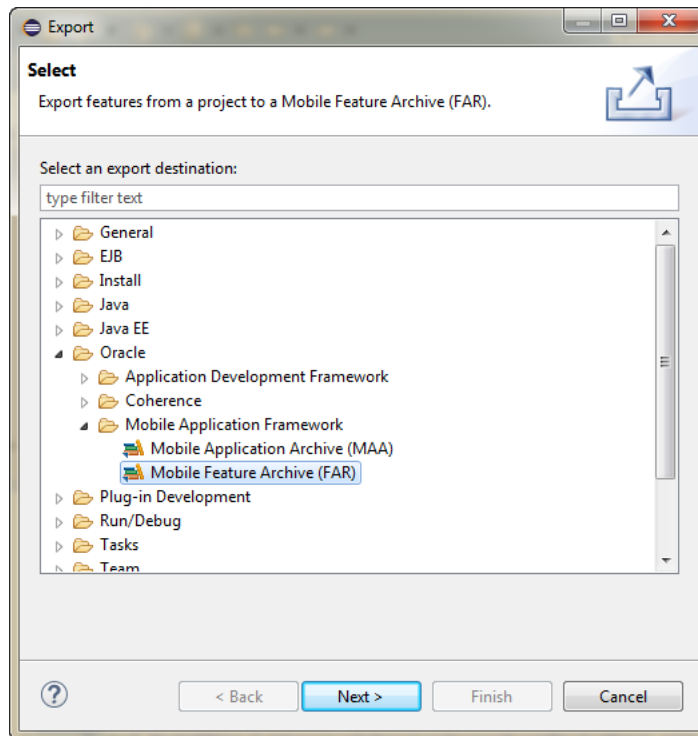 Export
Select
Export features from a project to a Mobile Feature Archive (FAR).
Select an export destination:
type filter text
General
EJB
Install
Java
Java EE
Oracle
Application Development Framework
Coherence
Mobile Application Framework
Mobile Application Archive (MAA)
Mobile Feature Archive (FAR)
Plug-in Development
Run/Debug
Tasks
Team
?
< Back Next > Finish Cancel